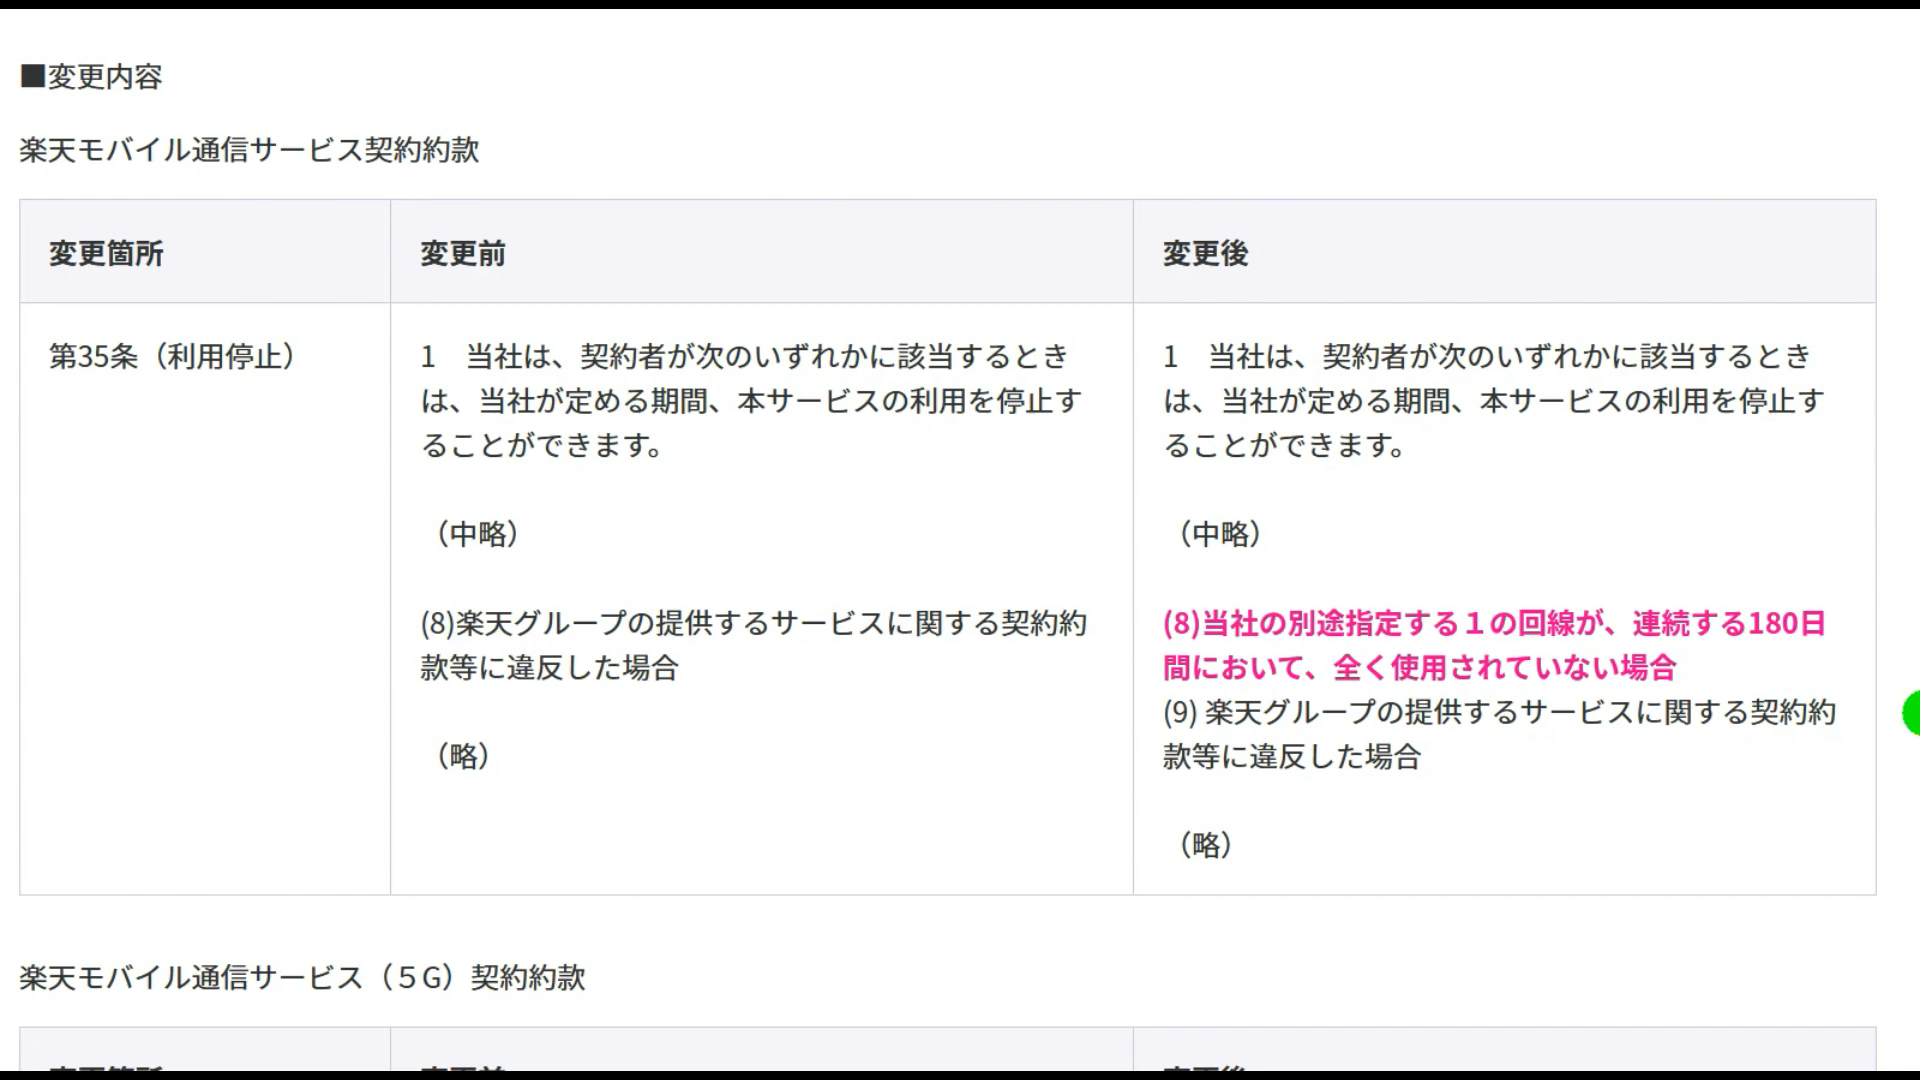 ■変更内容
楽天モバイル通信サービス契約約款
変更箇所
変更前
変更後
第35条（利用停止）
1　当社は、契約者が次のいずれかに該当するとき
は、当社が定める期間、本サービスの利用を停止す
ることができます。
（中略）
(8)楽天グループの提供するサービスに関する契約約
款等に違反した場合
（略）
1　当社は、契約者が次のいずれかに該当するとき
は、当社が定める期間、本サービスの利用を停止す
ることができます。
（中略）
(8)当社の別途指定する１の回線が、連続する180日
間において、全く使用されていない場合
(9) 楽天グループの提供するサービスに関する契約約
款等に違反した場合
（略）
楽天モバイル通信サービス（５G）契約約款
変更箇所
変更前
変更後